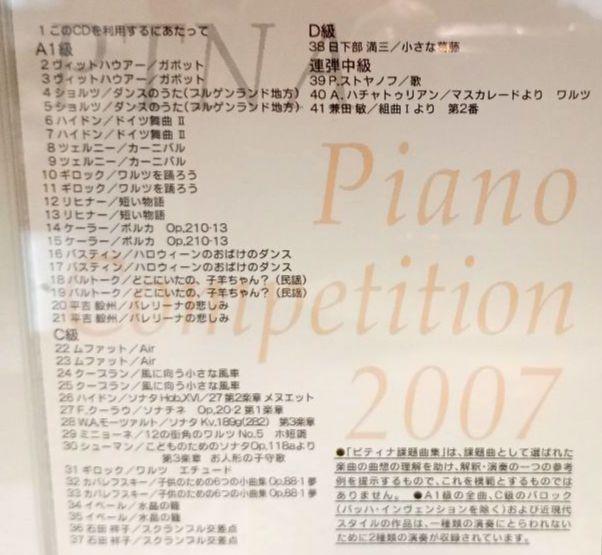 1 このCDを利用するにあたって
A1級
2 ヴィットハウアー／ガボット
3 ヴィットハウアー／ガボット
4 ショルツ／ダンスのうた(ブルゲンランド地方)
5 ショルツ／ダンスのうた(ブルゲンランド地方)
6 ハイドン／ドイツ舞曲 Ⅱ
7 ハイドン／ドイツ舞曲 Ⅱ
8 ツェルニー／カーニバル
9 ツェルニー／カーニバル
10 ギロック／ワルツを踊ろう
11 ギロック／ワルツを踊ろう
12 リヒナー／短い物語
13 リヒナー／短い物語
14 ケーラー／ポルカ Op.210-13
15 ケーラー／ポルカ Op.210-13
16 バスティン／ハロウィーンのおばけのダンス
17 バスティン／ハロウィーンのおばけのダンス
18 バルトーク／どこにいたの、子羊ちゃん？(民謡)
19 バルトーク／どこにいたの、子羊ちゃん？(民謡)
20 平吉 毅州／バレリーナの悲しみ
21 平吉 毅州／バレリーナの悲しみ
C級
22 ムファット／Air
23 ムファット／Air
24 クープラン／風に向う小さな風車
25 クープラン／風に向う小さな風車
26 ハイドン／ソナタ Hob.XVI／27 第2楽章 メヌエット
27 F.クーラウ／ソナチネ Op.20-2 第1楽章
28 W.A.モーツァルト／ソナタ Kv.189g(282) 第3楽章
29 ミニョーネ／12の街角のワルツ No.5 ホ短調
30 シューマン／こどものためのソナタ Op.118aより
第3楽章 お人形の子守歌
31 ギロック／ワルツ エチュード
32 カバレフスキー／子供のための6つの小曲集 Op.88-1 夢
33 カバレフスキー／子供のための6つの小曲集 Op.88-1 夢
34 イベール／水晶の籠
35 イベール／水晶の籠
36 石田 祥子／スクランブル交差点
37 石田 祥子／スクランブル交差点
D級
38 日下部 満三／小さな葛藤
連弾中級
39 P.ストヤノフ／歌
40 A. ハチャトゥリアン／マスカレードより ワルツ
41 兼田 敏／組曲Ⅰより 第2番
PTNA
Piano
Competition
2007
●「ピティナ課題曲集」は、課題曲として選ばれた
楽曲の曲想の理解を助け、解釈・演奏の一つの参考
例を提示するもので、これを模範とするものでは
ありません。 ●A1級の全曲、C級のバロック
(バッハ・インヴェンションを除く)および近現代
スタイルの作品は、一種類の演奏にとらわれない
ために2種類の演奏が収録されています。